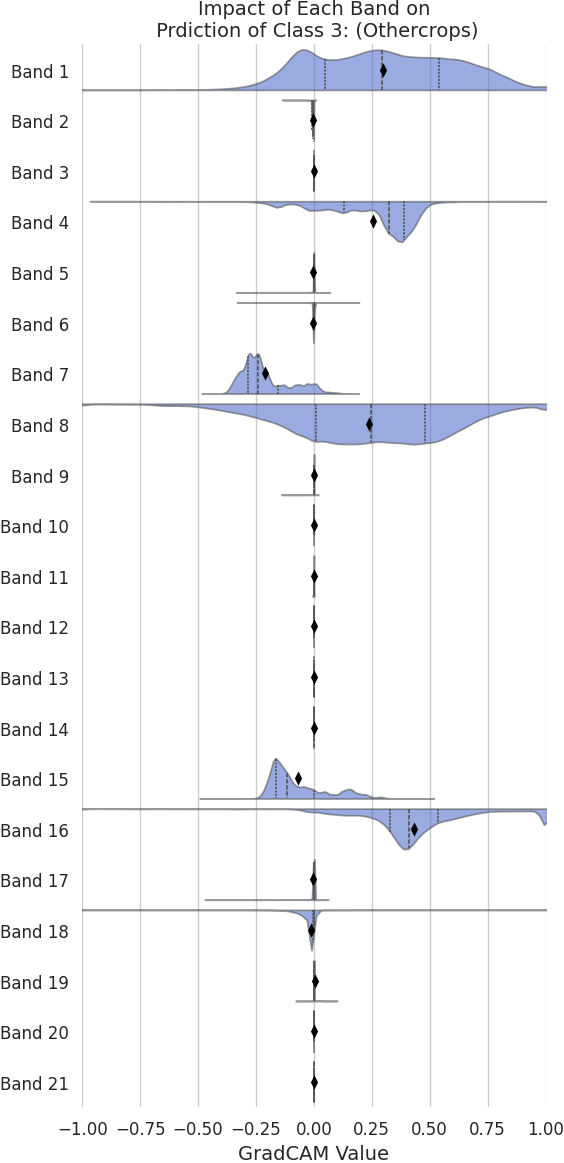 Impact of Each Band on
Prdiction of Class 3: (Othercrops)
Band 1
Band 2
Band 3
Band 4
Band 5
Band 6
Band 7
Band 8
Band 9
Band 10
Band 11
Band 12
Band 13
Band 14
Band 15
Band 16
Band 17
Band 18
Band 19
Band 20
Band 21
−1.00 −0.75 −0.50 −0.25 0.00 0.25 0.50 0.75 1.00
GradCAM Value